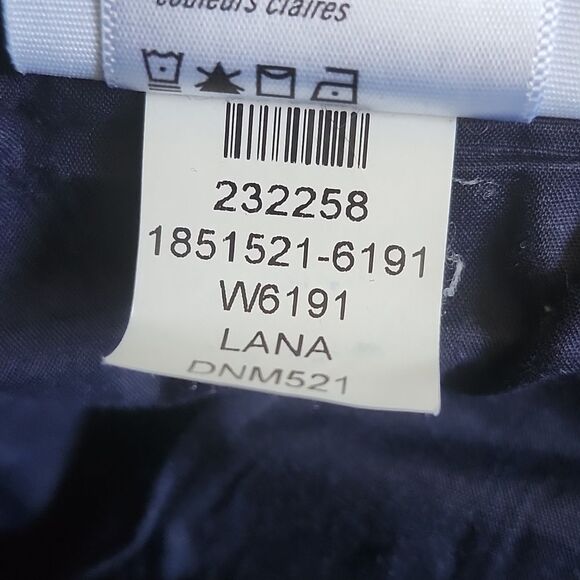 couleurs claires
232258
1851521-6191
W6191
LANA
DNM521